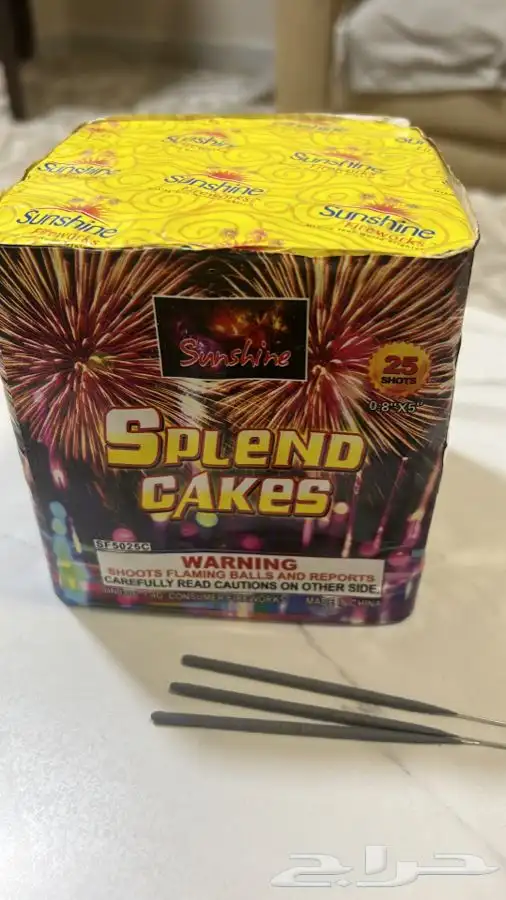 Sunshine
Sunshine
Sunshine
Sunshine
Fireworks
Sunshine
Fireworks
Sunshine
25
SHOTS
0.8"X5"
SPLEND
CAKES
SF5025C
WARNING
SHOOTS FLAMING BALLS AND REPORTS
CAREFULLY READ CAUTIONS ON OTHER SIDE.
CONSUMER FIREWORKS MADE IN CHINA
حراج